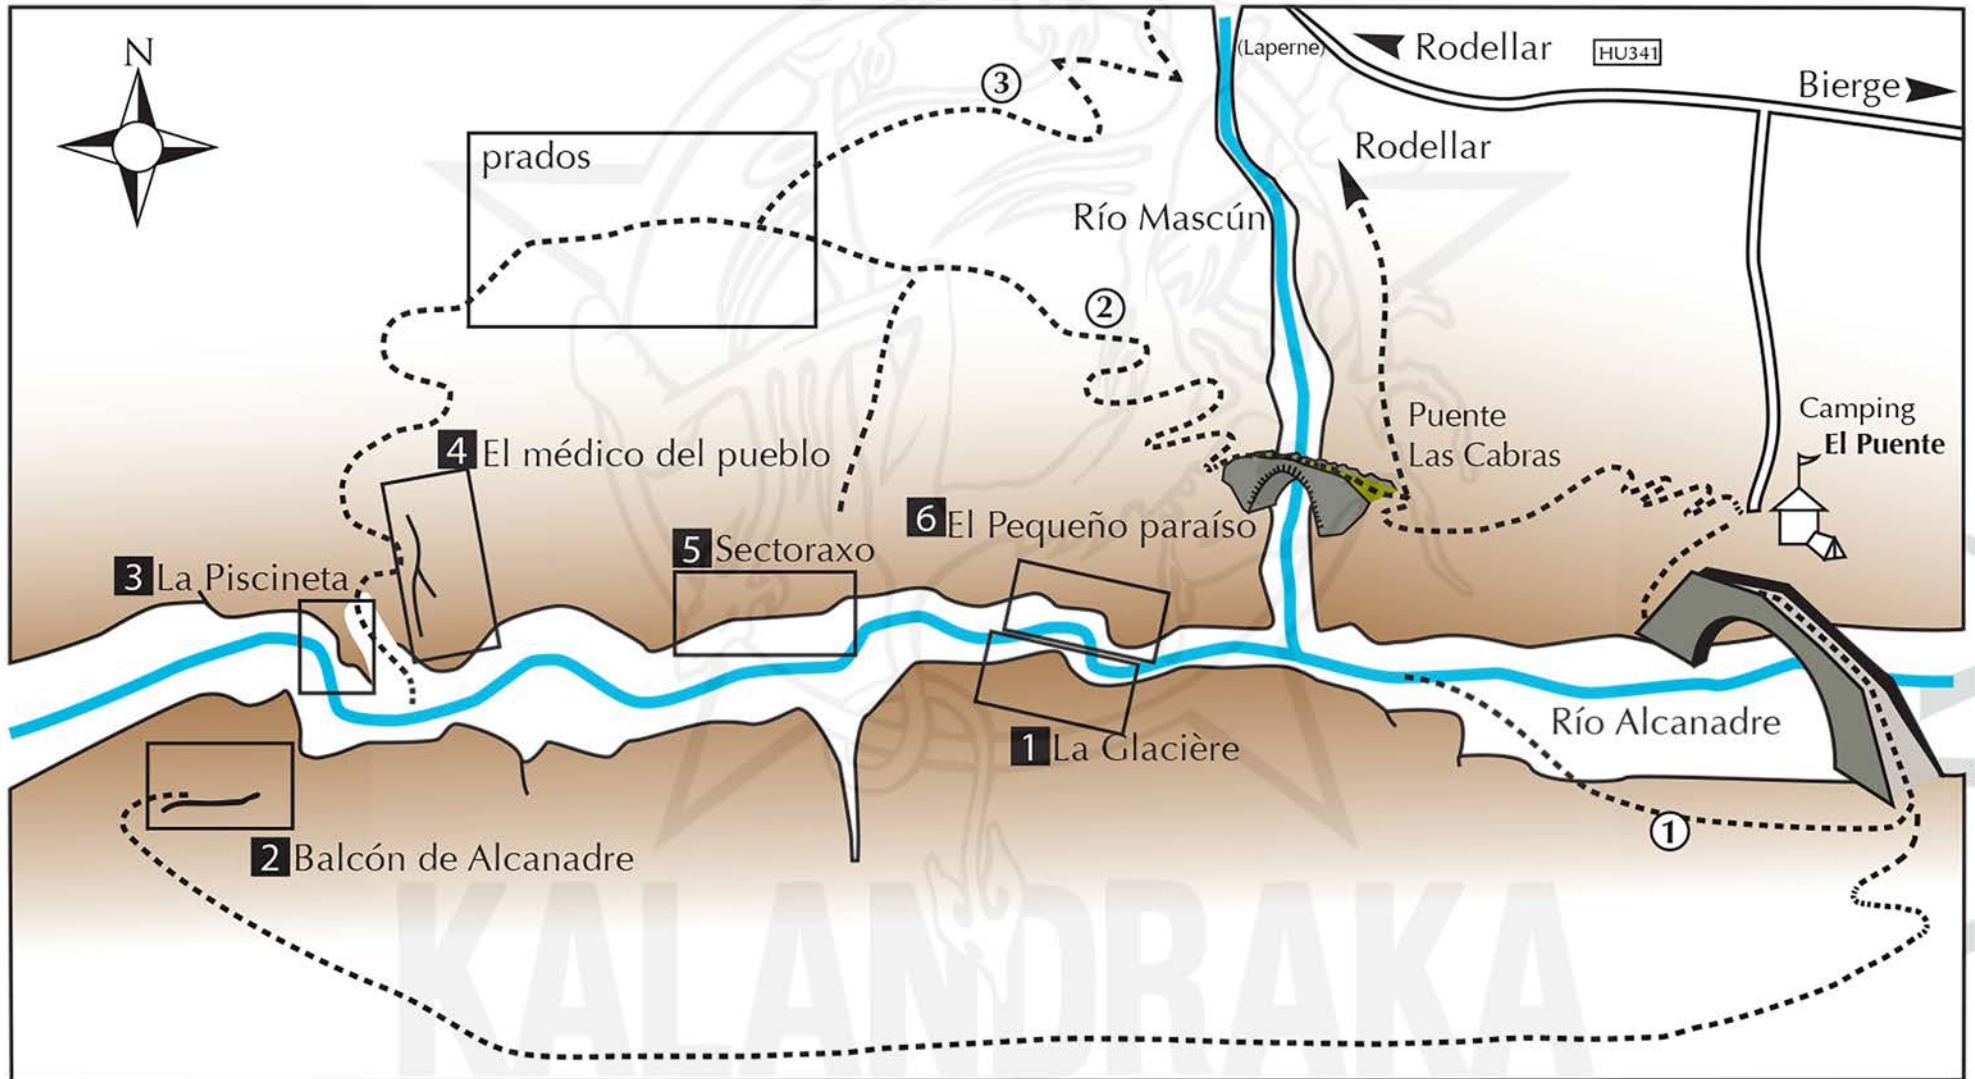 N
(Laperne)
Rodellar
HU341
Bierge
3
prados
Rodellar
Río Mascún
2
Camping
El Puente
Puente
Las Cabras
4 El médico del pueblo
6 El Pequeño paraíso
5 Sectoraxo
3 La Piscineta
Río Alcanadre
1 La Glacière
1
2 Balcón de Alcanadre
KALANDRAKA